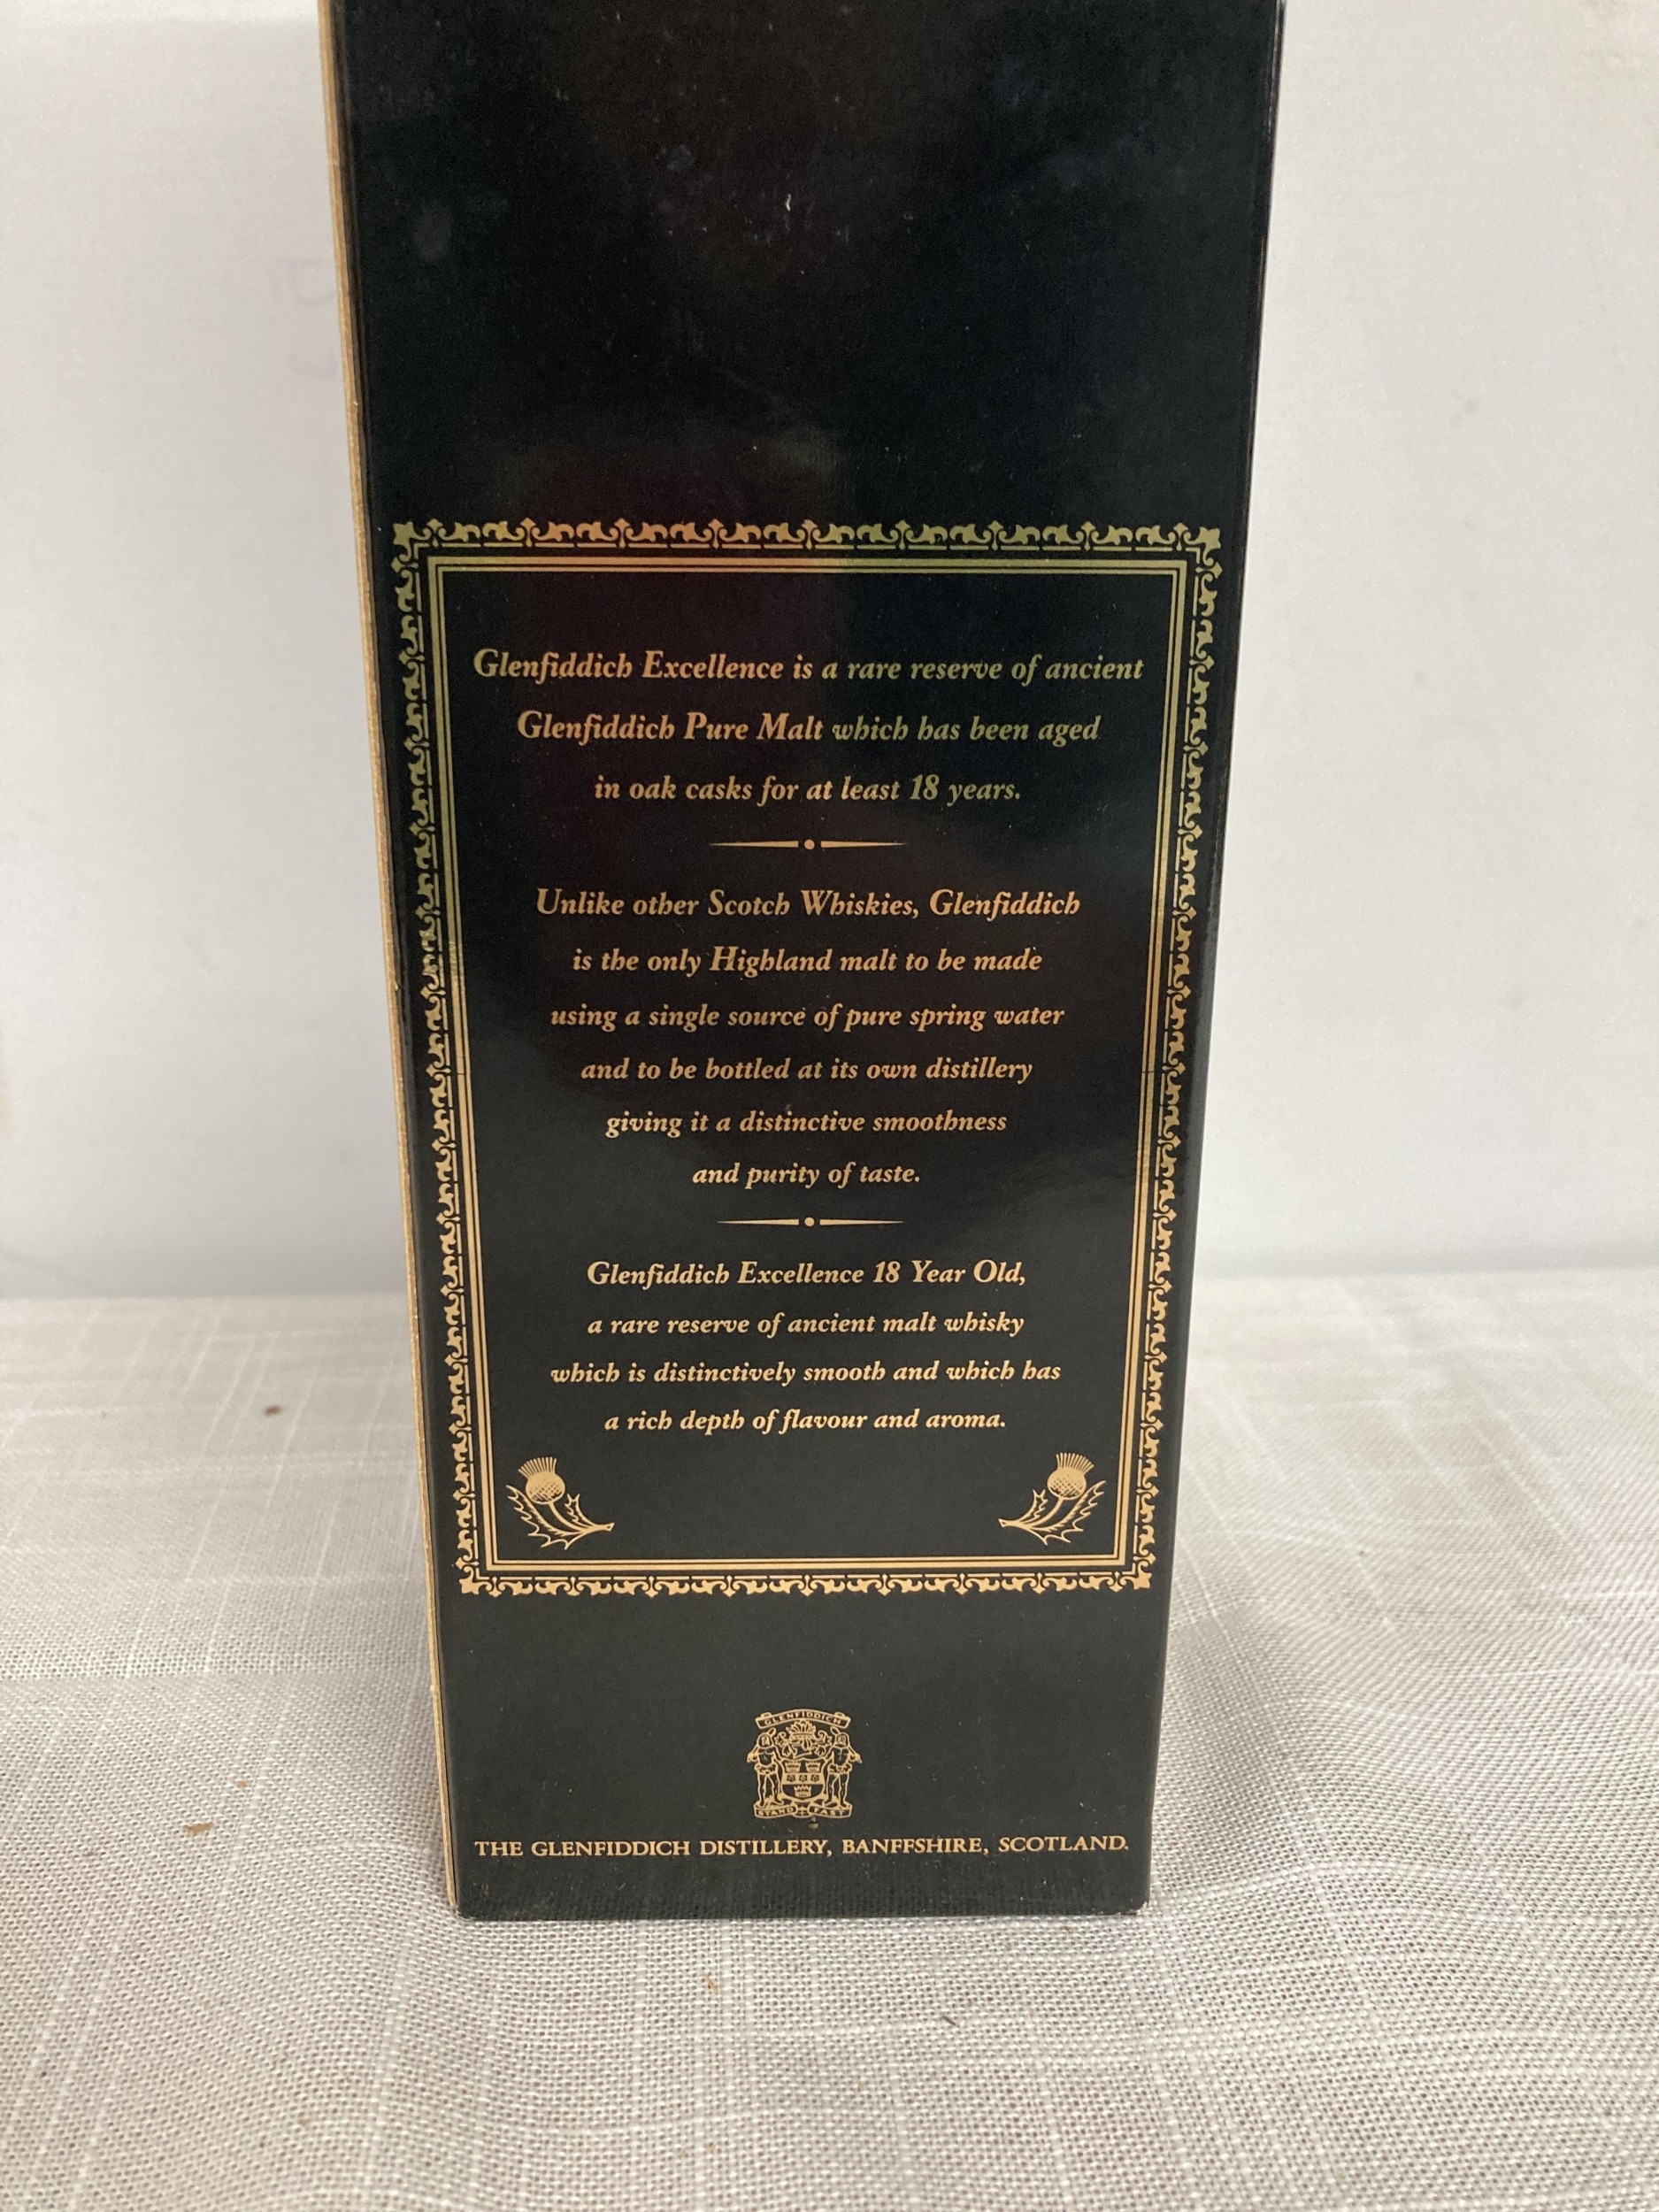 Glenfiddich Excellence is a rare reserve of ancient
Glenfiddich Pure Malt which has been aged
in oak casks for at least 18 years.
Unlike other Scotch Whiskies, Glenfiddich
is the only Highland malt to be made
using a single source of pure spring water
and to be bottled at its own distillery
giving it a distinctive smoothness
and purity of taste.
Glenfiddich Excellence 18 Year Old,
a rare reserve of ancient malt whisky
which is distinctively smooth and which has
a rich depth of flavour and aroma.
GLENFIDDICH
STAND FAST
THE GLENFIDDICH DISTILLERY, BANFFSHIRE, SCOTLAND.